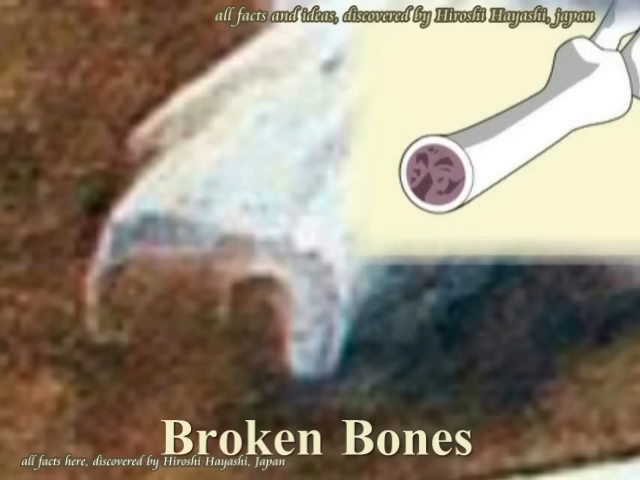 all facts and ideas, discovered by Hiroshi Hayashi, japan
Broken Bones
all facts here, discovered by Hiroshi Hayashi, Japan